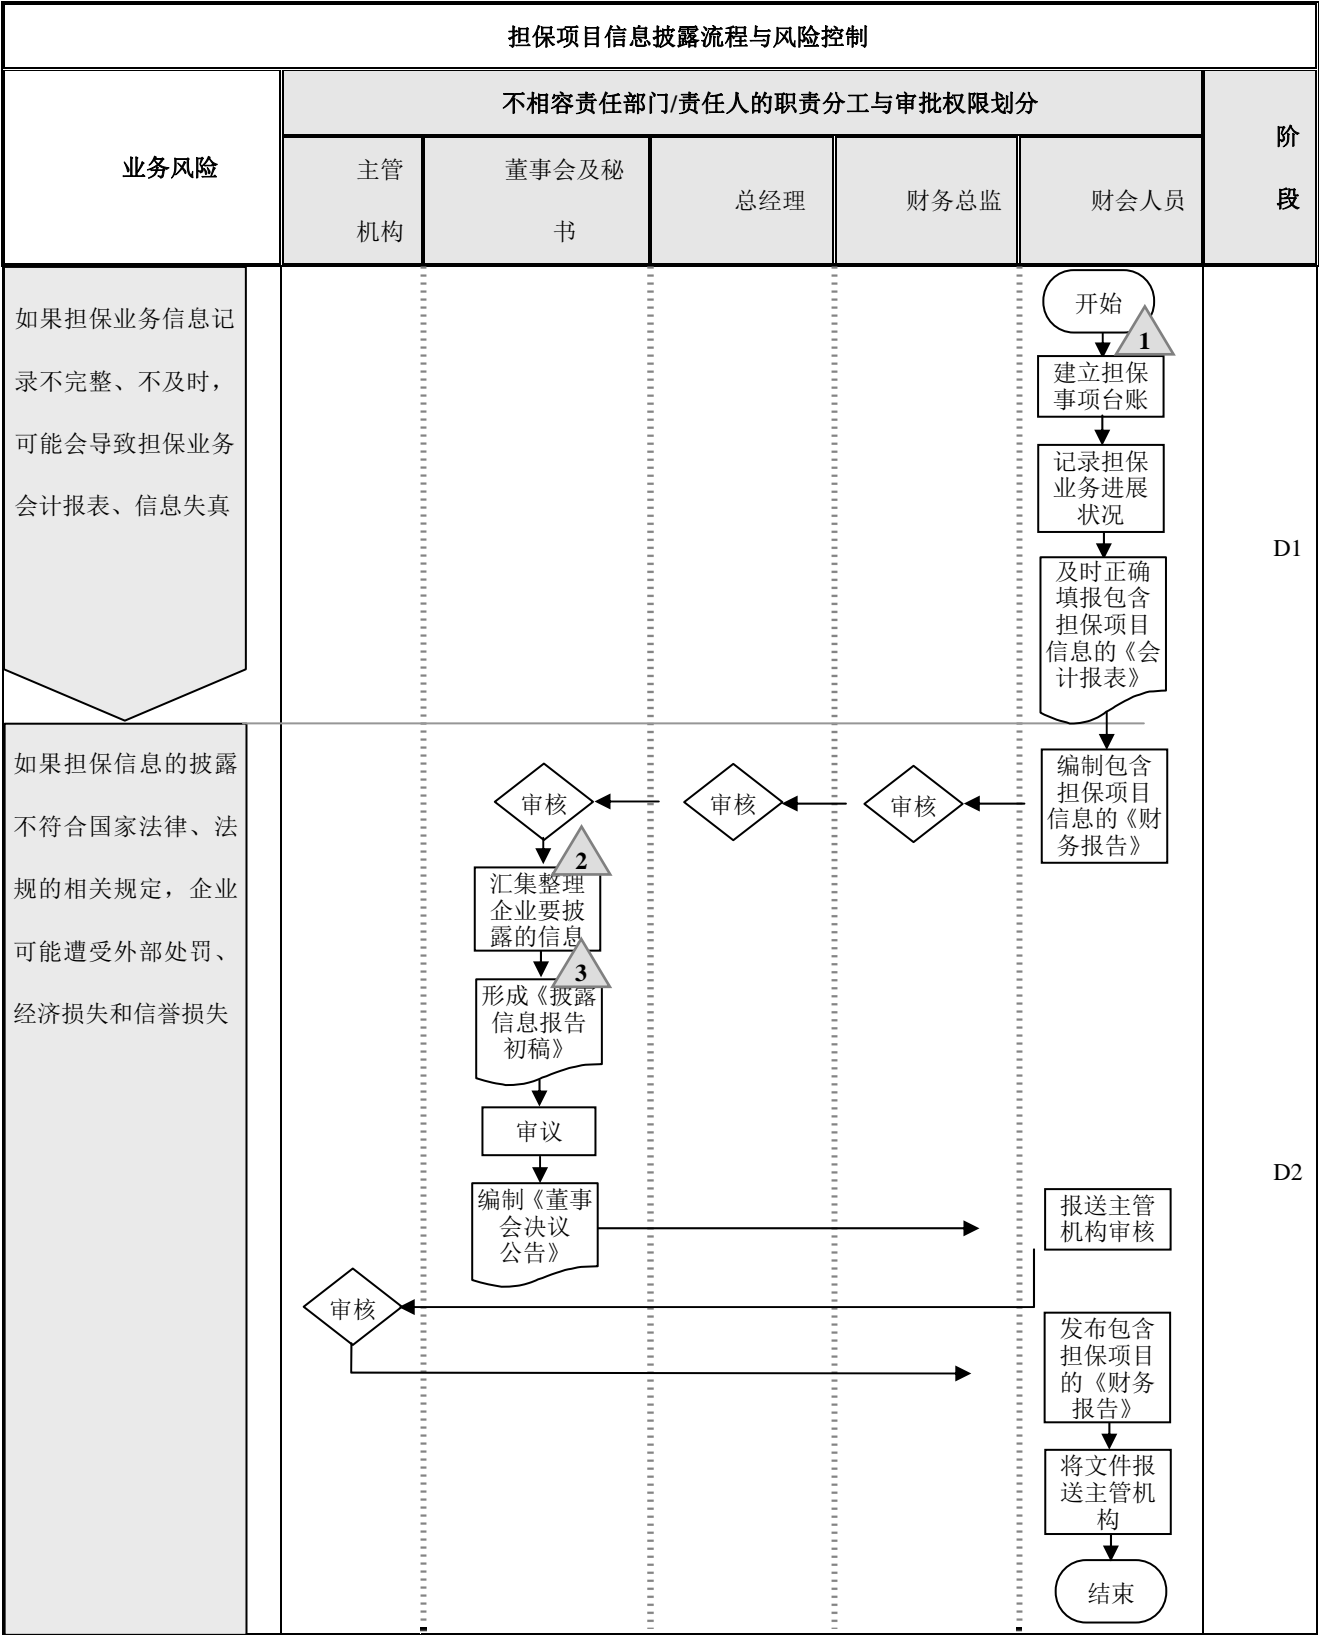 担保项目信息披露流程与风险控制
业务风险
不相容责任部门/责任人的职责分工与审批权限划分
阶
段
主管
机构
董事会及秘
书
总经理
财务总监
财会人员
如果担保业务信息记
录不完整、不及时，
可能会导致担保业务
会计报表、信息失真
开始
1
建立担保
事项台账
记录担保
业务进展
状况
及时正确
填报包含
担保项目
信息的《会
计报表》
D1
如果担保信息的披露
不符合国家法律、法
规的相关规定，企业
可能遭受外部处罚、
经济损失和信誉损失
编制包含
担保项目
信息的《财
务报告》
审核
审核
审核
2
汇集整理
企业要披
露的信息
3
形成《披露
信息报告
初稿》
审议
编制《董事
会决议
公告》
报送主管
机构审核
审核
发布包含
担保项目
的《财务
报告》
将文件报
送主管机
构
结束
D2